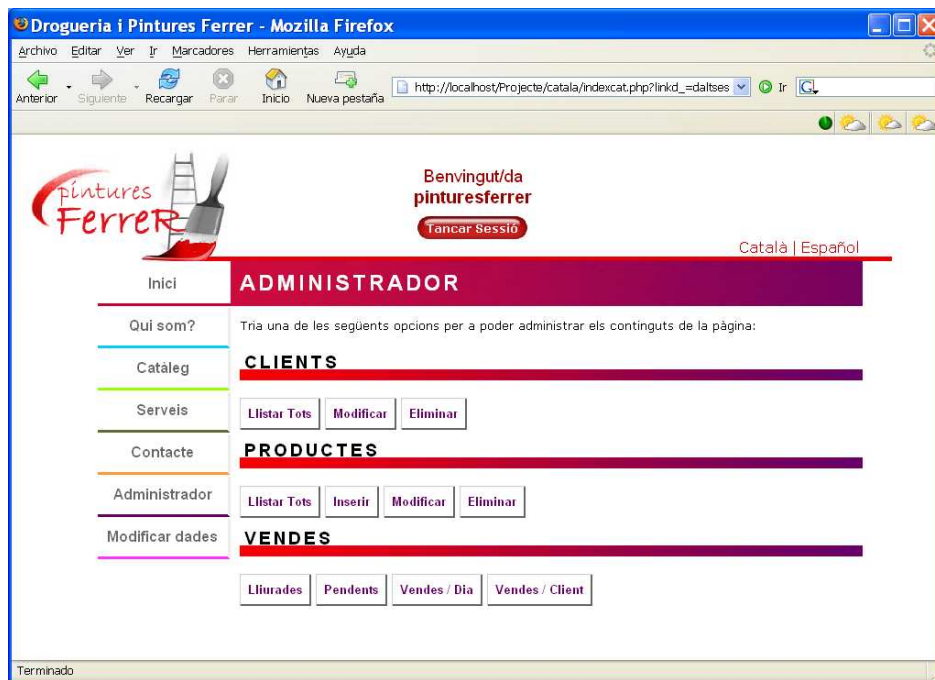 Drogueria i Pintures Ferrer - Mozilla Firefox
Archivo Editar Ver Ir Marcadores Herramientas Ayuda
Anterior Siguiente Recargar Parar Inicio Nueva pestaña http://localhost/Projecte/catala/indexcat.php?linkd_=daltses Ir
pintures
FerreR
Benvingut/da
pinturesferrer
Tancar Sessió
Català | Español
Inici
Qui som?
Catàleg
Serveis
Contacte
Administrador
Modificar dades
ADMINISTRADOR
Tria una de les següents opcions per a poder administrar els continguts de la pàgina:
CLIENTS
Llistar Tots Modificar Eliminar
PRODUCTES
Llistar Tots Inserir Modificar Eliminar
VENDES
Lliurades Pendents Vendes / Dia Vendes / Client
Terminado